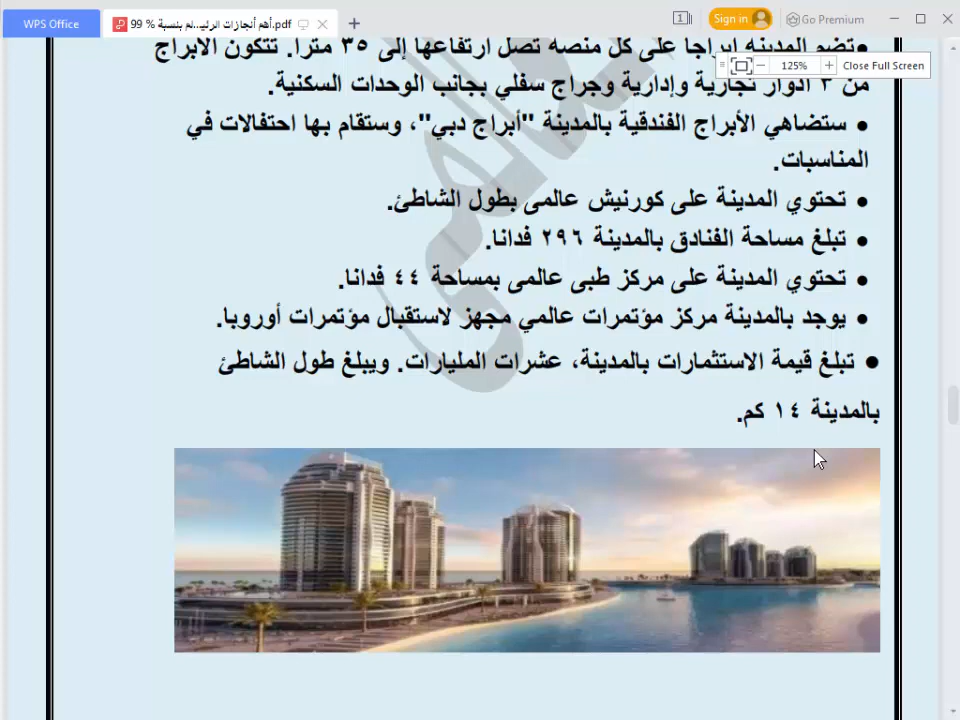 WPS Office
أهم أنجازات الرئيـ...لم بنسبة % 99.pdf
1
Sign in
Go Premium
125%
Close Full Screen
تضم المدينة أبراجا على كل منصة تصل ارتفاعها إلى ٣٥ مترا. تتكون الأبراج
من ٣ أدوار تجارية وإدارية وجراج سفلي بجانب الوحدات السكنية.
ستضاهي الأبراج الفندقية بالمدينة "أبراج دبي"، وستقام بها احتفالات في
المناسبات.
تحتوي المدينة على كورنيش عالمى بطول الشاطئ.
تبلغ مساحة الفنادق بالمدينة ٢٩٦ فدانا.
تحتوي المدينة على مركز طبى عالمى بمساحة ٤٤ فدانا.
يوجد بالمدينة مركز مؤتمرات عالمي مجهز لاستقبال مؤتمرات أوروبا.
تبلغ قيمة الاستثمارات بالمدينة، عشرات المليارات. ويبلغ طول الشاطئ
بالمدينة ١٤ كم.